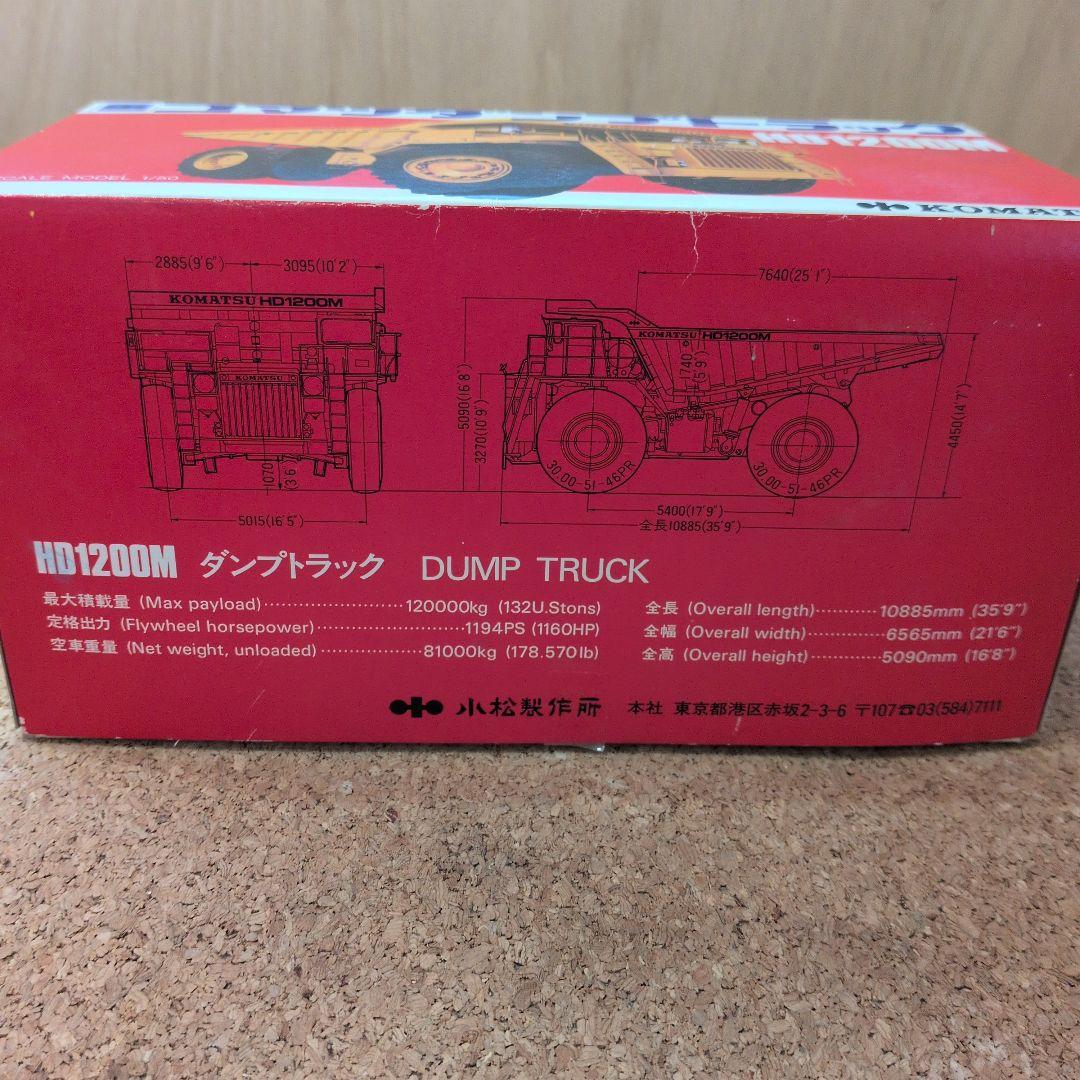 HD1200M
SCALE MODEL 1/50
KOMATSU
2885(9'6") 3095(10'2")
KOMATSU HD1200M
KOMATSU
1070(3'6")
5015(16'5")
7640(25'1")
KOMATSU HD1200M
5090(16'8")
3270(10'9")
4450(14'7")
30.00-51-46PR
30.00-51-46PR
5400(17'9")
全長10885(35'9")
HD1200M ダンプトラック DUMP TRUCK
最大積載量 (Max payload)························120000kg (132U.Stons)
定格出力 (Flywheel horsepower)·························1194PS (1160HP)
空車重量 (Net weight, unloaded)··················81000kg (178.570lb)
全長 (Overall length)···········10885mm (35'9")
全幅 (Overall width)·············6565mm (21'6")
全高 (Overall height)············5090mm (16'8")
小松製作所 本社 東京都港区赤坂2-3-6 〒107☎03(584)7111